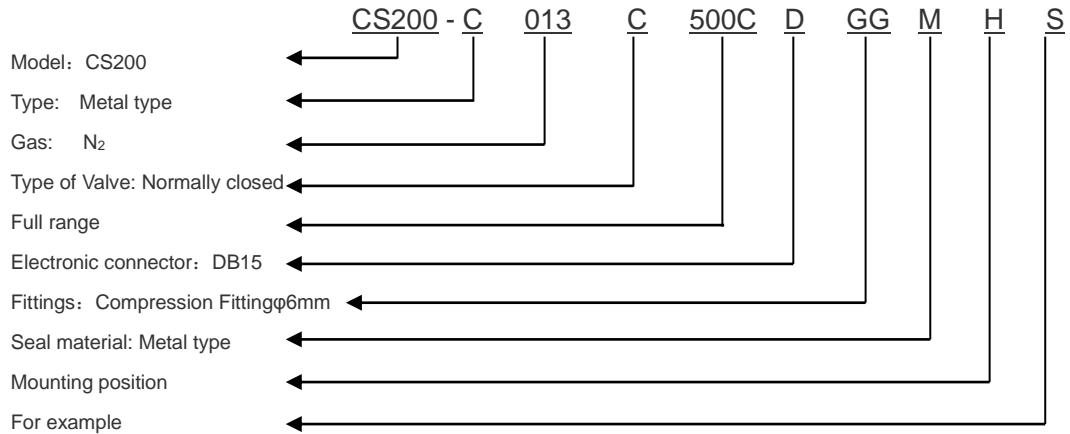 CS200 - C 013 C 500C D GG M H S
Model：CS200
Type: Metal type
Gas: N₂
Type of Valve: Normally closed
Full range
Electronic connector：DB15
Fittings：Compression Fittingφ6mm
Seal material: Metal type
Mounting position
For example